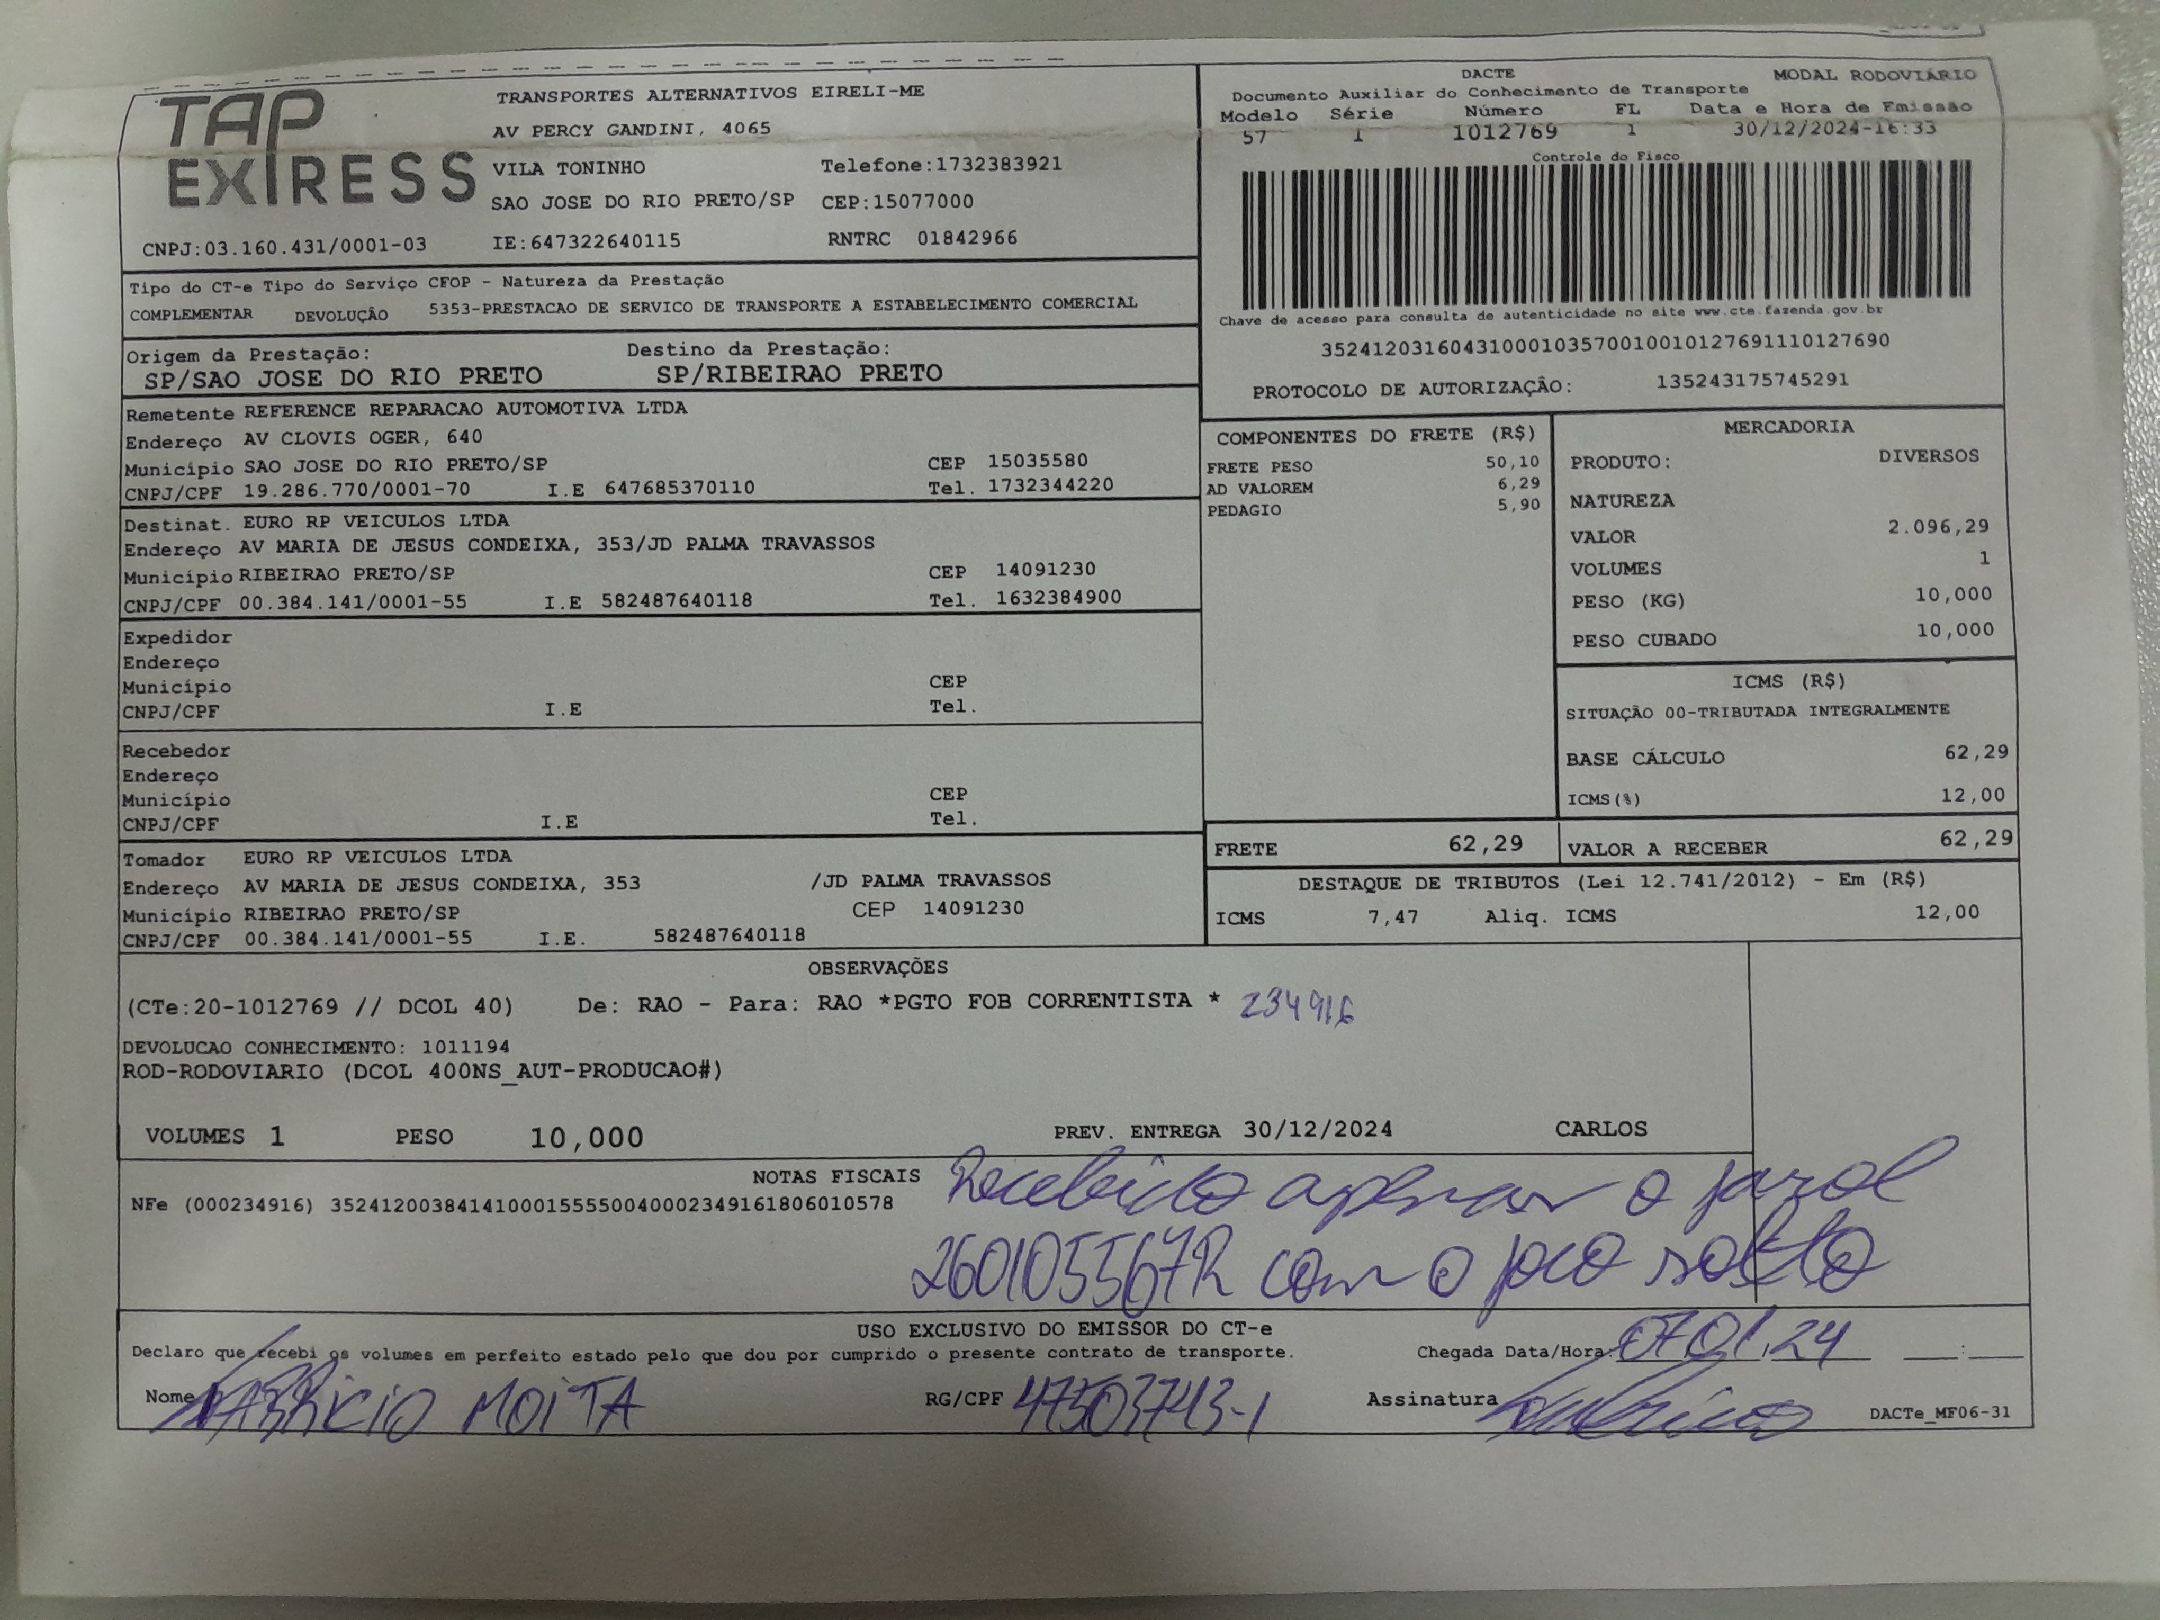 TAP EXPRESS
TRANSPORTES ALTERNATIVOS EIRELI-ME
AV PERCY GANDINI, 4065
VILA TONINHO Telefone:1732383921
SAO JOSE DO RIO PRETO/SP CEP:15077000
CNPJ:03.160.431/0001-03 IE:647322640115 RNTRC 01842966
DACTE MODAL RODOVIÁRIO
Documento Auxiliar do Conhecimento de Transporte
Modelo Série Número FL Data e Hora de Emissão
57 1 1012769 1 30/12/2024-16:33
Controle do Fisco
Chave de acesso para consulta de autenticidade no site www.cte.fazenda.gov.br
35241203160431000103570010010127691110127690
PROTOCOLO DE AUTORIZAÇÃO: 135243175745291
Tipo do CT-e Tipo do Serviço CFOP - Natureza da Prestação
COMPLEMENTAR DEVOLUÇÃO 5353-PRESTACAO DE SERVICO DE TRANSPORTE A ESTABELECIMENTO COMERCIAL
Origem da Prestação: Destino da Prestação:
SP/SAO JOSE DO RIO PRETO SP/RIBEIRAO PRETO
Remetente REFERENCE REPARACAO AUTOMOTIVA LTDA
Endereço AV CLOVIS OGER, 640
Município SAO JOSE DO RIO PRETO/SP CEP 15035580
CNPJ/CPF 19.286.770/0001-70 I.E 647685370110 Tel. 1732344220
Destinat. EURO RP VEICULOS LTDA
Endereço AV MARIA DE JESUS CONDEIXA, 353/JD PALMA TRAVASSOS
Município RIBEIRAO PRETO/SP CEP 14091230
CNPJ/CPF 00.384.141/0001-55 I.E 582487640118 Tel. 1632384900
Expedidor
Endereço
Município CEP
CNPJ/CPF I.E Tel.
Recebedor
Endereço
Município CEP
CNPJ/CPF I.E Tel.
Tomador EURO RP VEICULOS LTDA
Endereço AV MARIA DE JESUS CONDEIXA, 353 /JD PALMA TRAVASSOS
Município RIBEIRAO PRETO/SP CEP 14091230
CNPJ/CPF 00.384.141/0001-55 I.E. 582487640118
COMPONENTES DO FRETE (R$)
FRETE PESO 50,10
AD VALOREM 6,29
PEDAGIO 5,90
MERCADORIA
PRODUTO: DIVERSOS
NATUREZA
VALOR 2.096,29
VOLUMES 1
PESO (KG) 10,000
PESO CUBADO 10,000
ICMS (R$)
SITUAÇÃO 00-TRIBUTADA INTEGRALMENTE
BASE CÁLCULO 62,29
ICMS(%) 12,00
FRETE 62,29 VALOR A RECEBER 62,29
DESTAQUE DE TRIBUTOS (Lei 12.741/2012) - Em (R$)
ICMS 7,47 Aliq. ICMS 12,00
OBSERVAÇÕES
(CTe:20-1012769 // DCOL 40) De: RAO - Para: RAO *PGTO FOB CORRENTISTA * 234916
DEVOLUCAO CONHECIMENTO: 1011194
ROD-RODOVIARIO (DCOL 400NS_AUT-PRODUCAO#)
VOLUMES 1 PESO 10,000 PREV. ENTREGA 30/12/2024 CARLOS
NOTAS FISCAIS
NFe (000234916) 35241200384141000155550040002349161806010578
Recebido apenas o farol
260105567R com o foco solto
USO EXCLUSIVO DO EMISSOR DO CT-e
Declaro que recebi os volumes em perfeito estado pelo que dou por cumprido o presente contrato de transporte. Chegada Data/Hora: 07.01.24 __:__
Nome FABRICIO MOITA RG/CPF 47503743-1 Assinatura DACTe_MF06-31